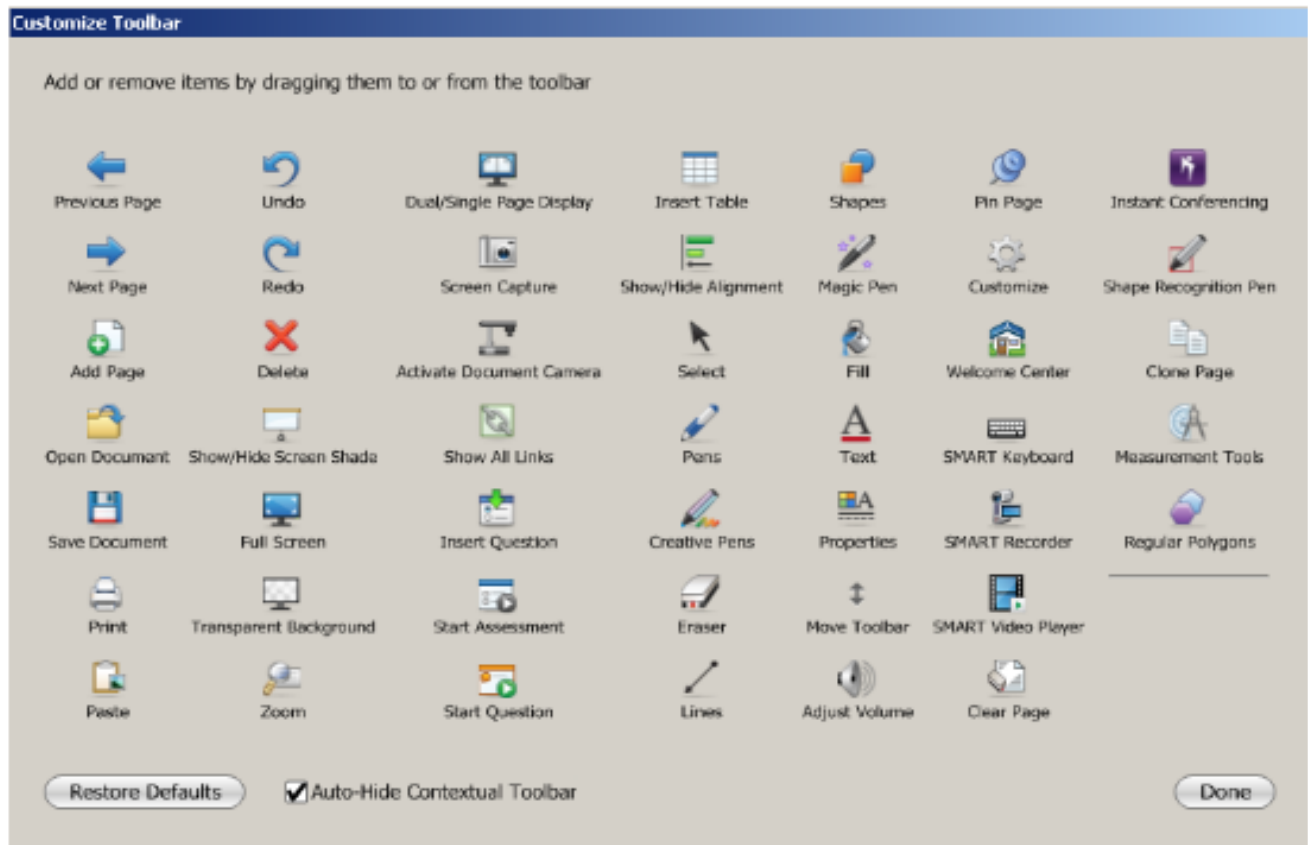 Customize Toolbar
Add or remove items by dragging them to or from the toolbar
Previous Page Undo Dual/Single Page Display Insert Table Shapes Pin Page Instant Conferencing
Next Page Redo Screen Capture Show/Hide Alignment Magic Pen Customize Shape Recognition Pen
Add Page Delete Activate Document Camera Select Fill Welcome Center Clone Page
Open Document Show/Hide Screen Shade Show All Links Pens Text SMART Keyboard Measurement Tools
Save Document Full Screen Insert Question Creative Pens Properties SMART Recorder Regular Polygons
Print Transparent Background Start Assessment Eraser Move Toolbar SMART Video Player
Paste Zoom Start Question Lines Adjust Volume Clear Page
Restore Defaults Auto-Hide Contextual Toolbar Done